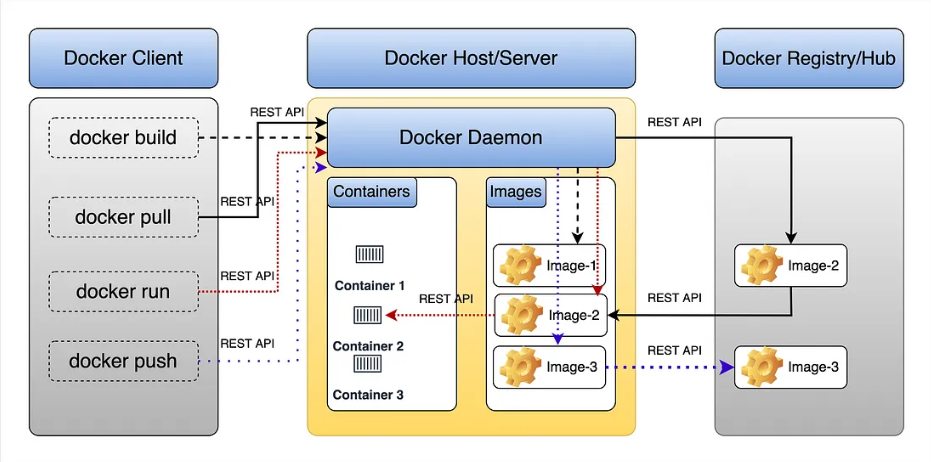 Docker Client
Docker Host/Server
Docker Registry/Hub
docker build
docker pull
docker run
docker push
REST API
REST API
REST API
REST API
Docker Daemon
Containers
Container 1
Container 2
Container 3
REST API
Images
Image-1
Image-2
Image-3
REST API
REST API
REST API
Image-2
Image-3